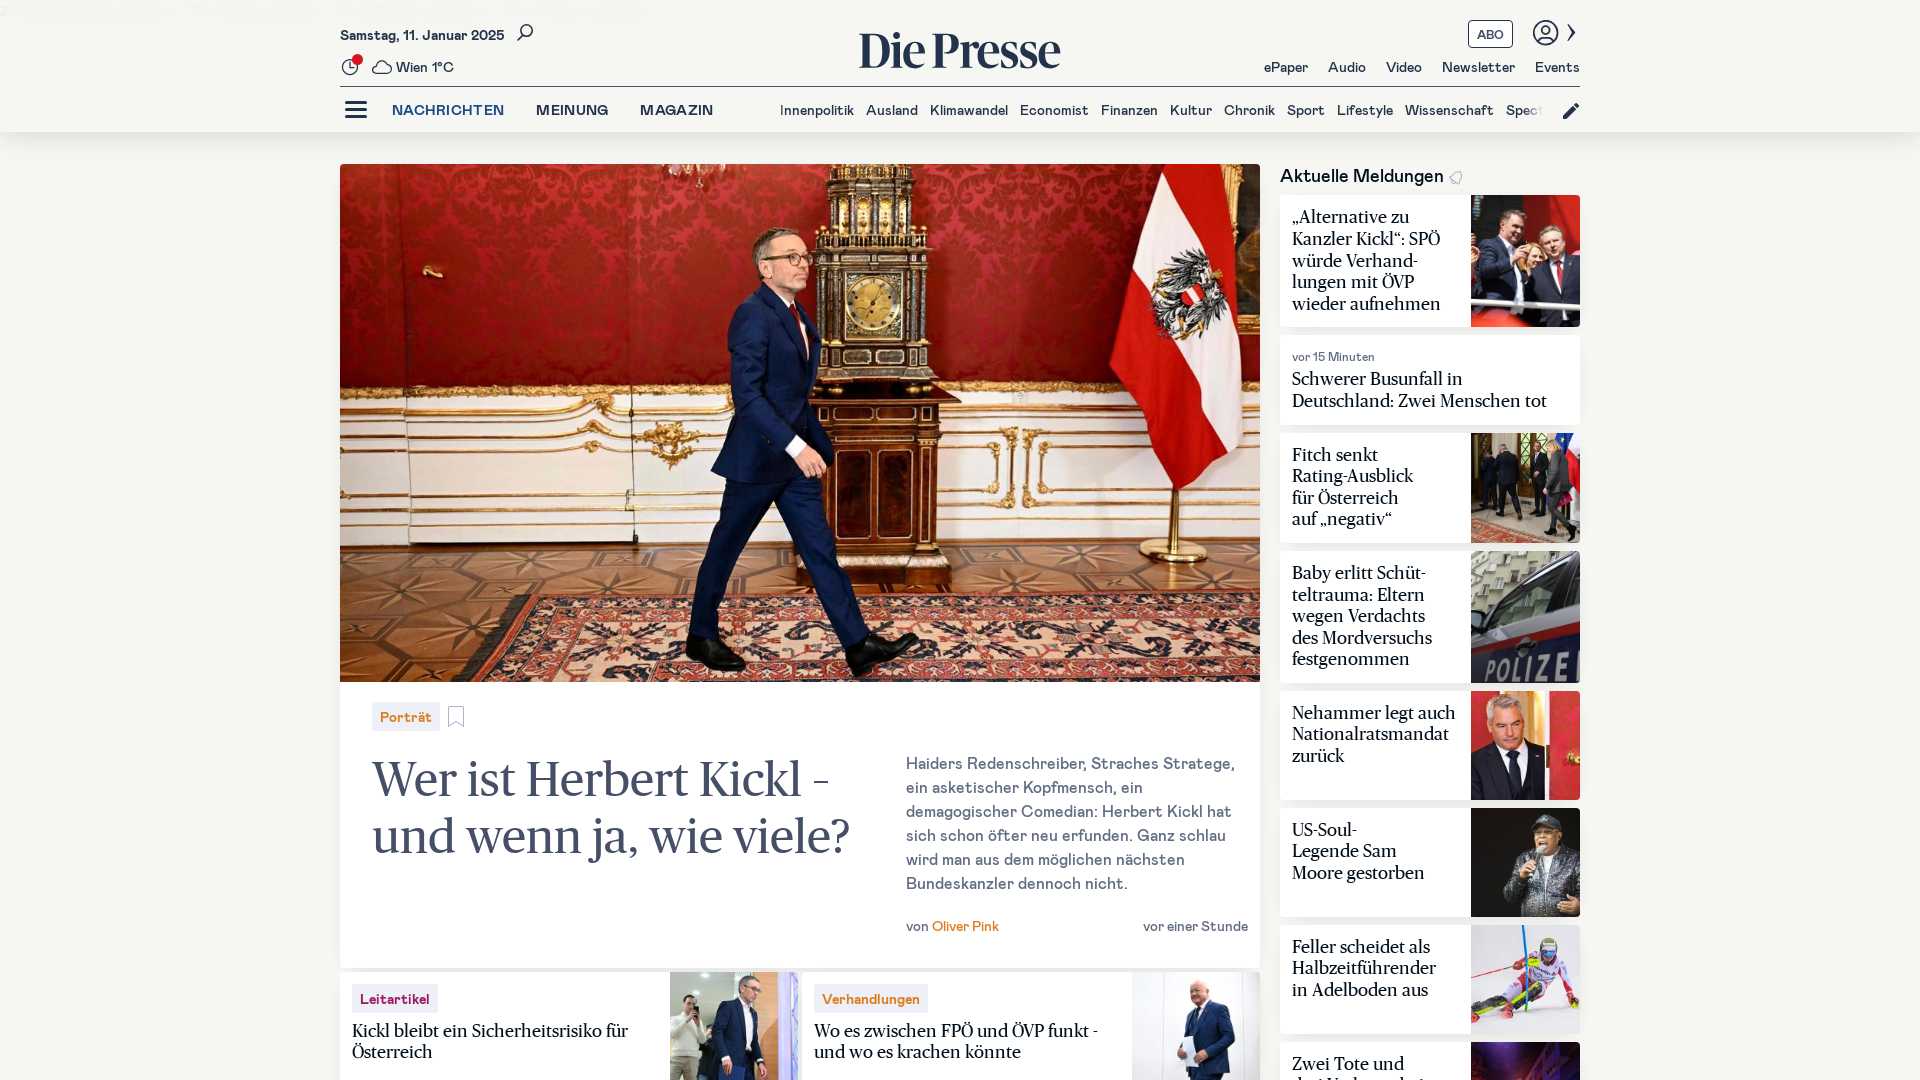 Samstag, 11. Januar 2025
Wien 1°C
Die Presse
ABO
ePaper Audio Video Newsletter Events
NACHRICHTEN MEINUNG MAGAZIN
Innenpolitik Ausland Klimawandel Economist Finanzen Kultur Chronik Sport Lifestyle Wissenschaft Spect
Porträt
Wer ist Herbert Kickl –
und wenn ja, wie viele?
Haiders Redenschreiber, Straches Stratege,
ein asketischer Kopfmensch, ein
demagogischer Comedian: Herbert Kickl hat
sich schon öfter neu erfunden. Ganz schlau
wird man aus dem möglichen nächsten
Bundeskanzler dennoch nicht.
von Oliver Pink
vor einer Stunde
Leitartikel
Kickl bleibt ein Sicherheitsrisiko für
Österreich
Verhandlungen
Wo es zwischen FPÖ und ÖVP funkt –
und wo es krachen könnte
Aktuelle Meldungen
„Alternative zu
Kanzler Kickl“: SPÖ
würde Verhand-
lungen mit ÖVP
wieder aufnehmen
vor 15 Minuten
Schwerer Busunfall in
Deutschland: Zwei Menschen tot
Fitch senkt
Rating-Ausblick
für Österreich
auf „negativ“
Baby erlitt Schüt-
teltrauma: Eltern
wegen Verdachts
des Mordversuchs
festgenommen
POLIZE
Nehammer legt auch
Nationalratsmandat
zurück
US-Soul-
Legende Sam
Moore gestorben
Feller scheidet als
Halbzeitführender
in Adelboden aus
Zwei Tote und